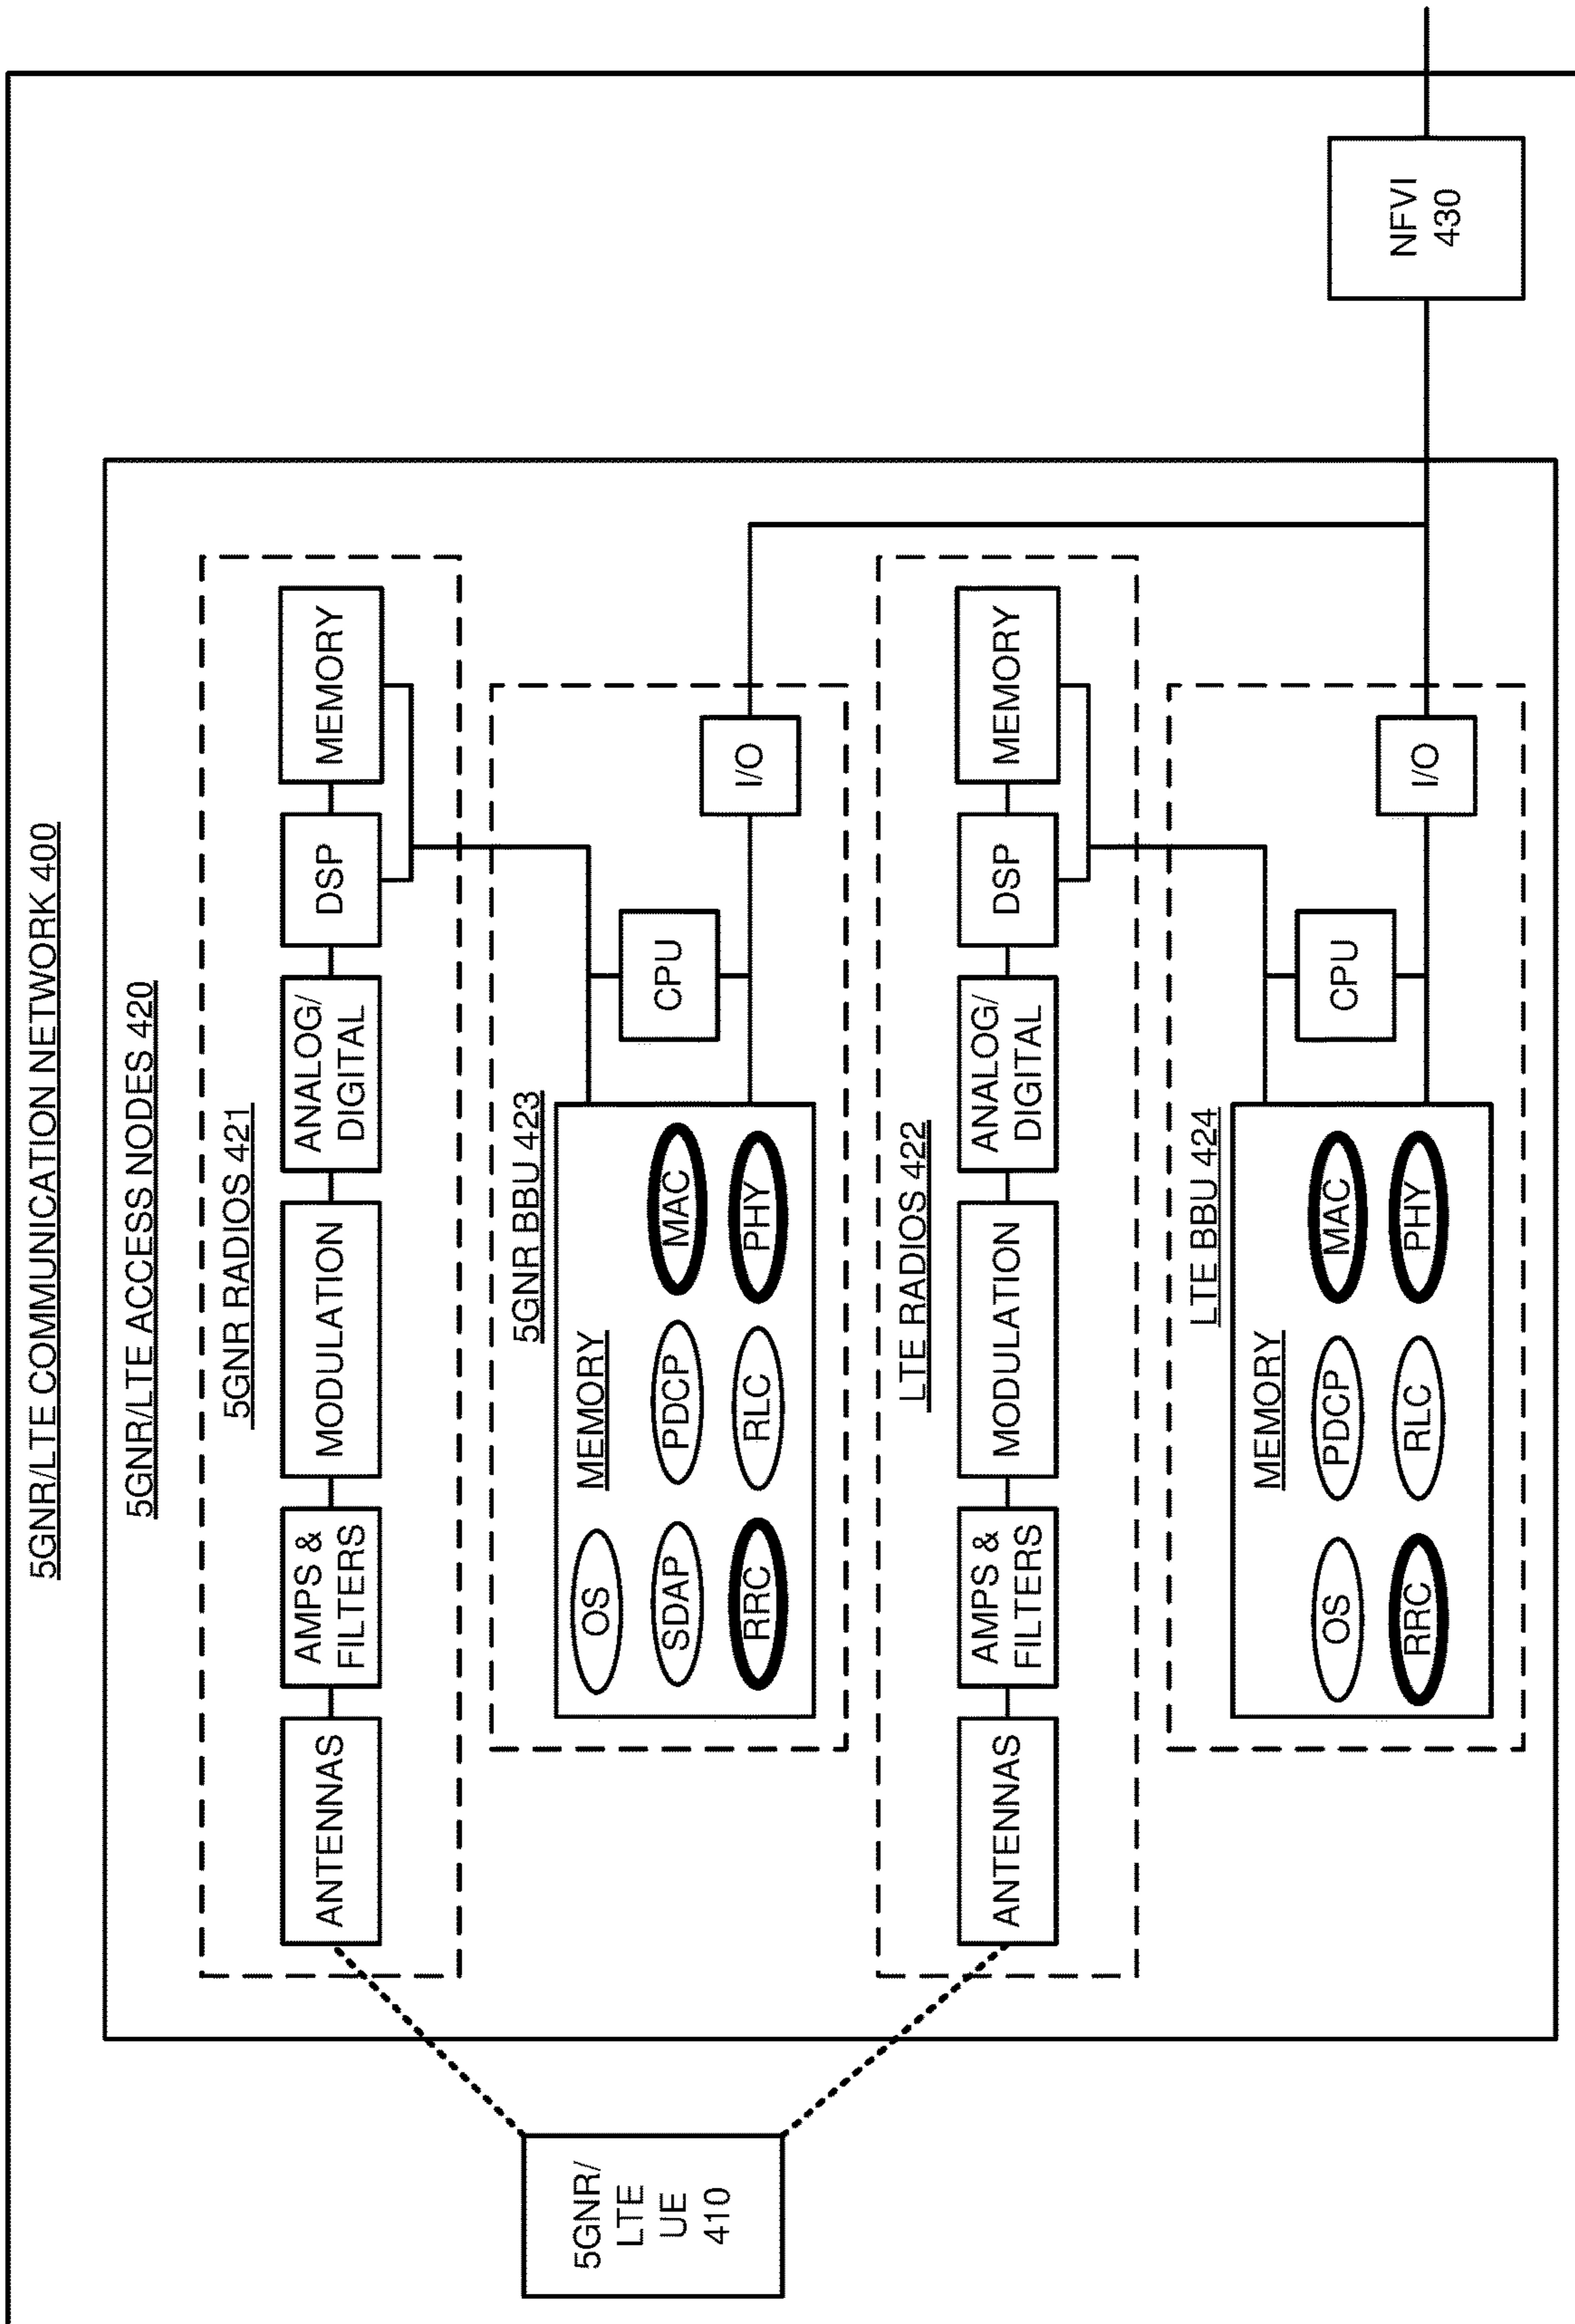 5GNR/LTE COMMUNICATION NETWORK 400
5GNR/LTE ACCESS NODES 420
5GNR RADIOS 421
ANTENNAS
AMPS &
FILTERS
MODULATION
ANALOG/
DIGITAL
DSP
MEMORY
5GNR BBU 423
MEMORY
OS
SDAP
PDCP
MAC
RRC
RLC
PHY
CPU
I/O
5GNR/
LTE
UE
410
LTE RADIOS 422
ANTENNAS
AMPS &
FILTERS
MODULATION
ANALOG/
DIGITAL
DSP
MEMORY
LTE BBU 424
MEMORY
OS
PDCP
MAC
RRC
RLC
PHY
CPU
I/O
NFVI
430